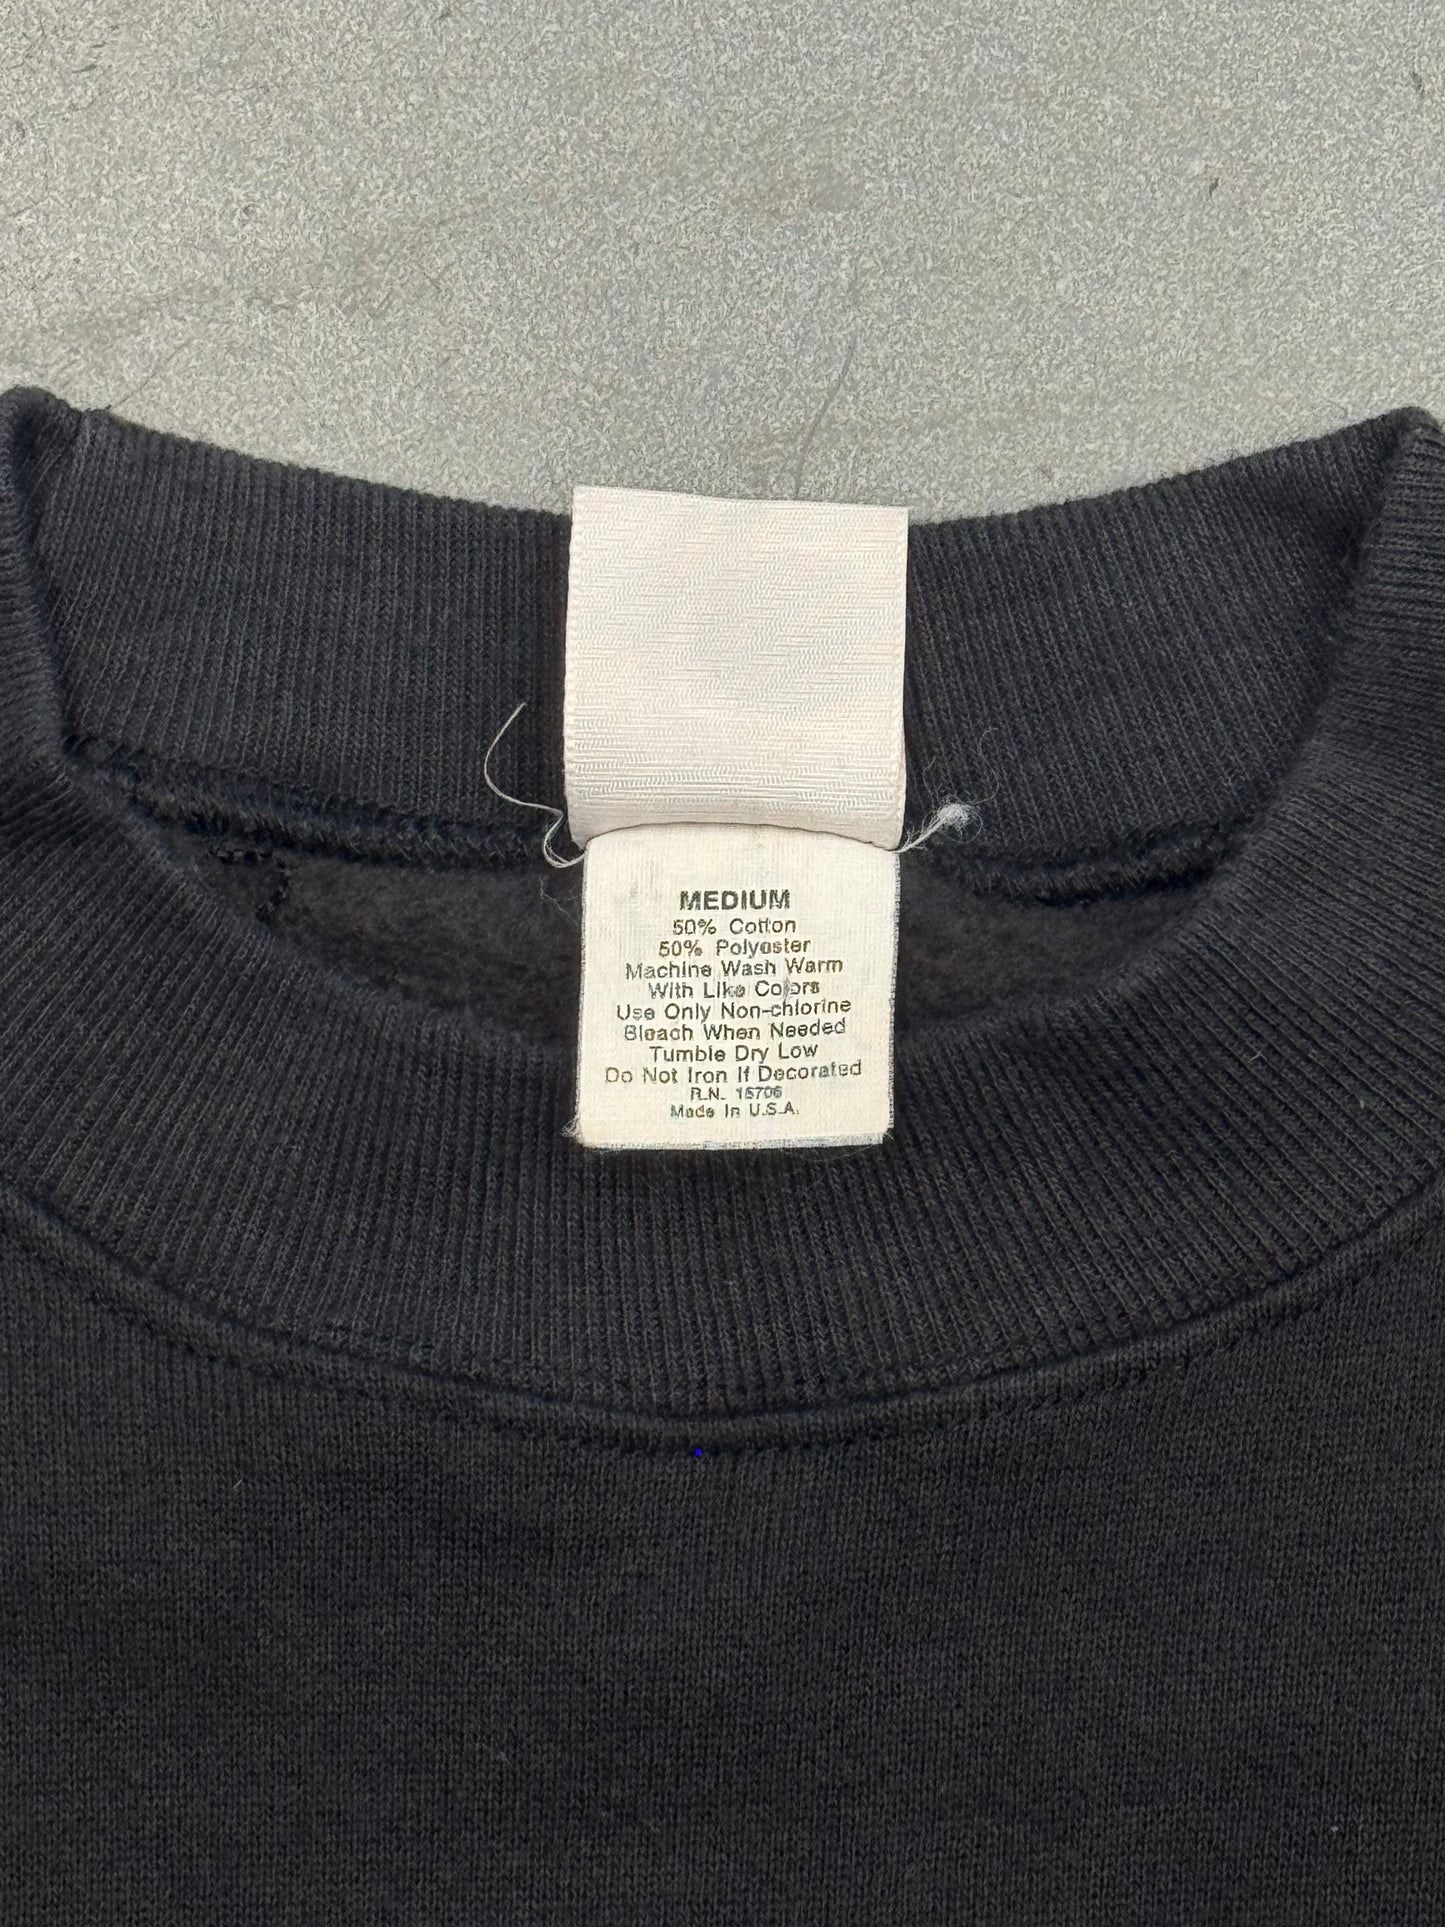 MEDIUM
50% Cotton
50% Polyester
Machine Wash Warm
With Like Colors
Use Only Non-chlorine
Bleach When Needed
Tumble Dry Low
Do Not Iron If Decorated
R.N. 15706
Made In U.S.A.